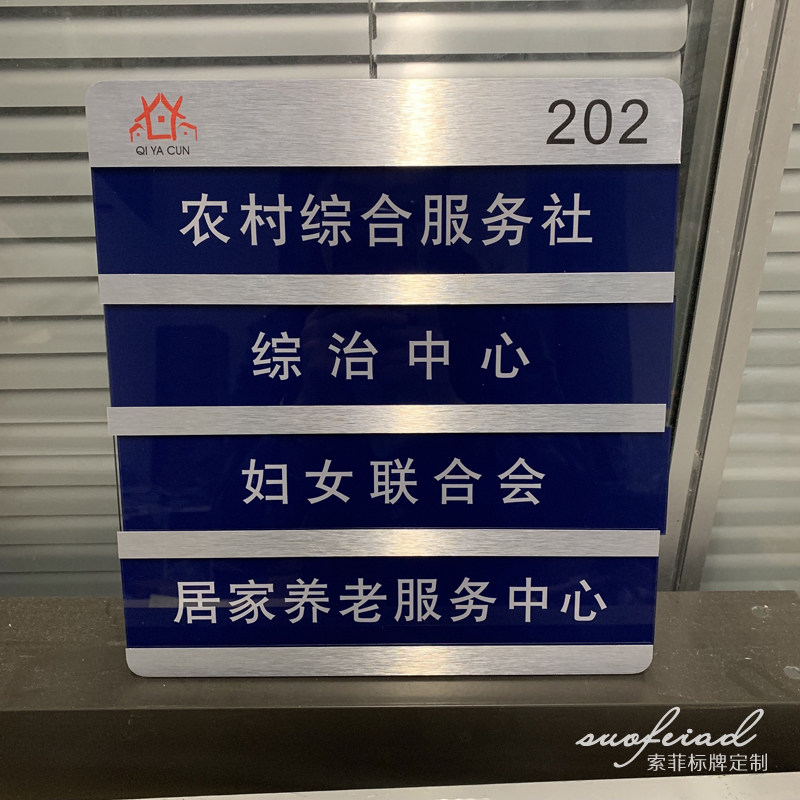 QI YA CUN
202
农村综合服务社
综治中心
妇女联合会
居家养老服务中心
suofeiad
索菲标牌定制